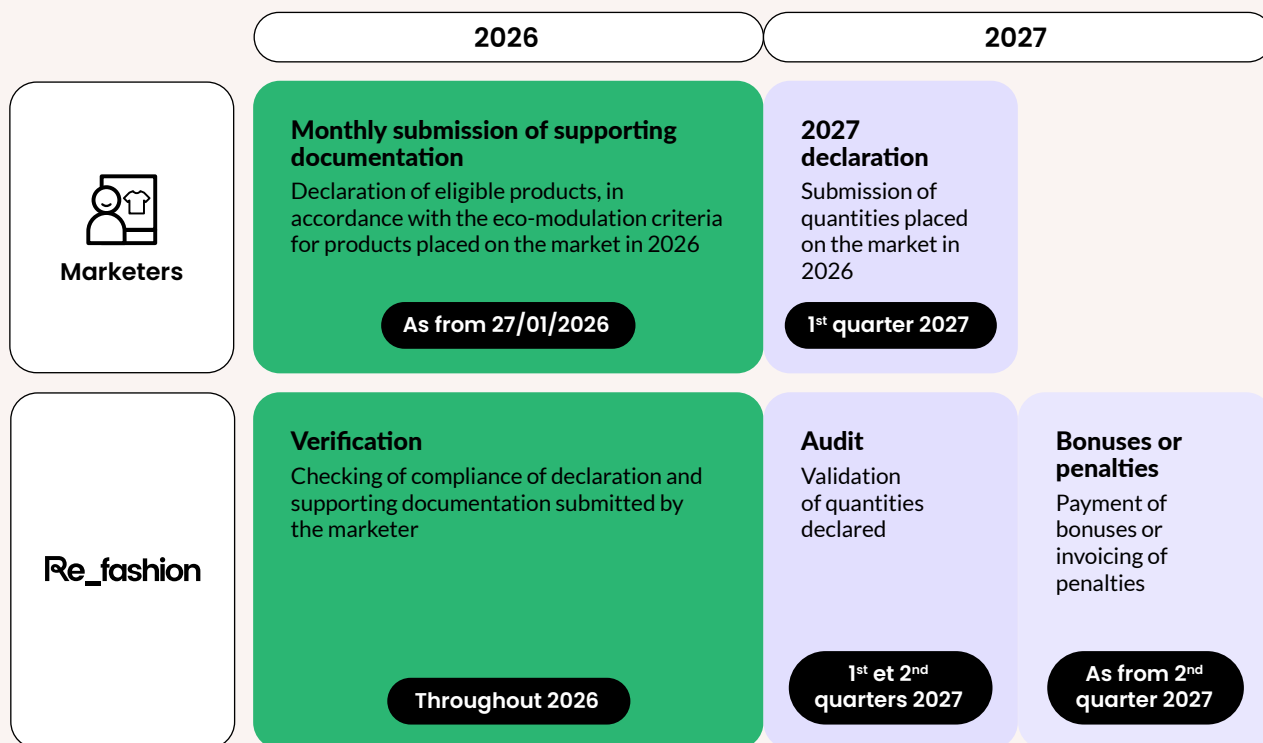 2026
2027
Marketers
Monthly submission of supporting
documentation
Declaration of eligible products, in
accordance with the eco-modulation criteria
for products placed on the market in 2026
As from 27/01/2026
2027
declaration
Submission of
quantities placed
on the market in
2026
1st quarter 2027
Re_fashion
Verification
Checking of compliance of declaration and
supporting documentation submitted by
the marketer
Throughout 2026
Audit
Validation
of quantities
declared
1st et 2nd
quarters 2027
Bonuses or
penalties
Payment of
bonuses or
invoicing of
penalties
As from 2nd
quarter 2027